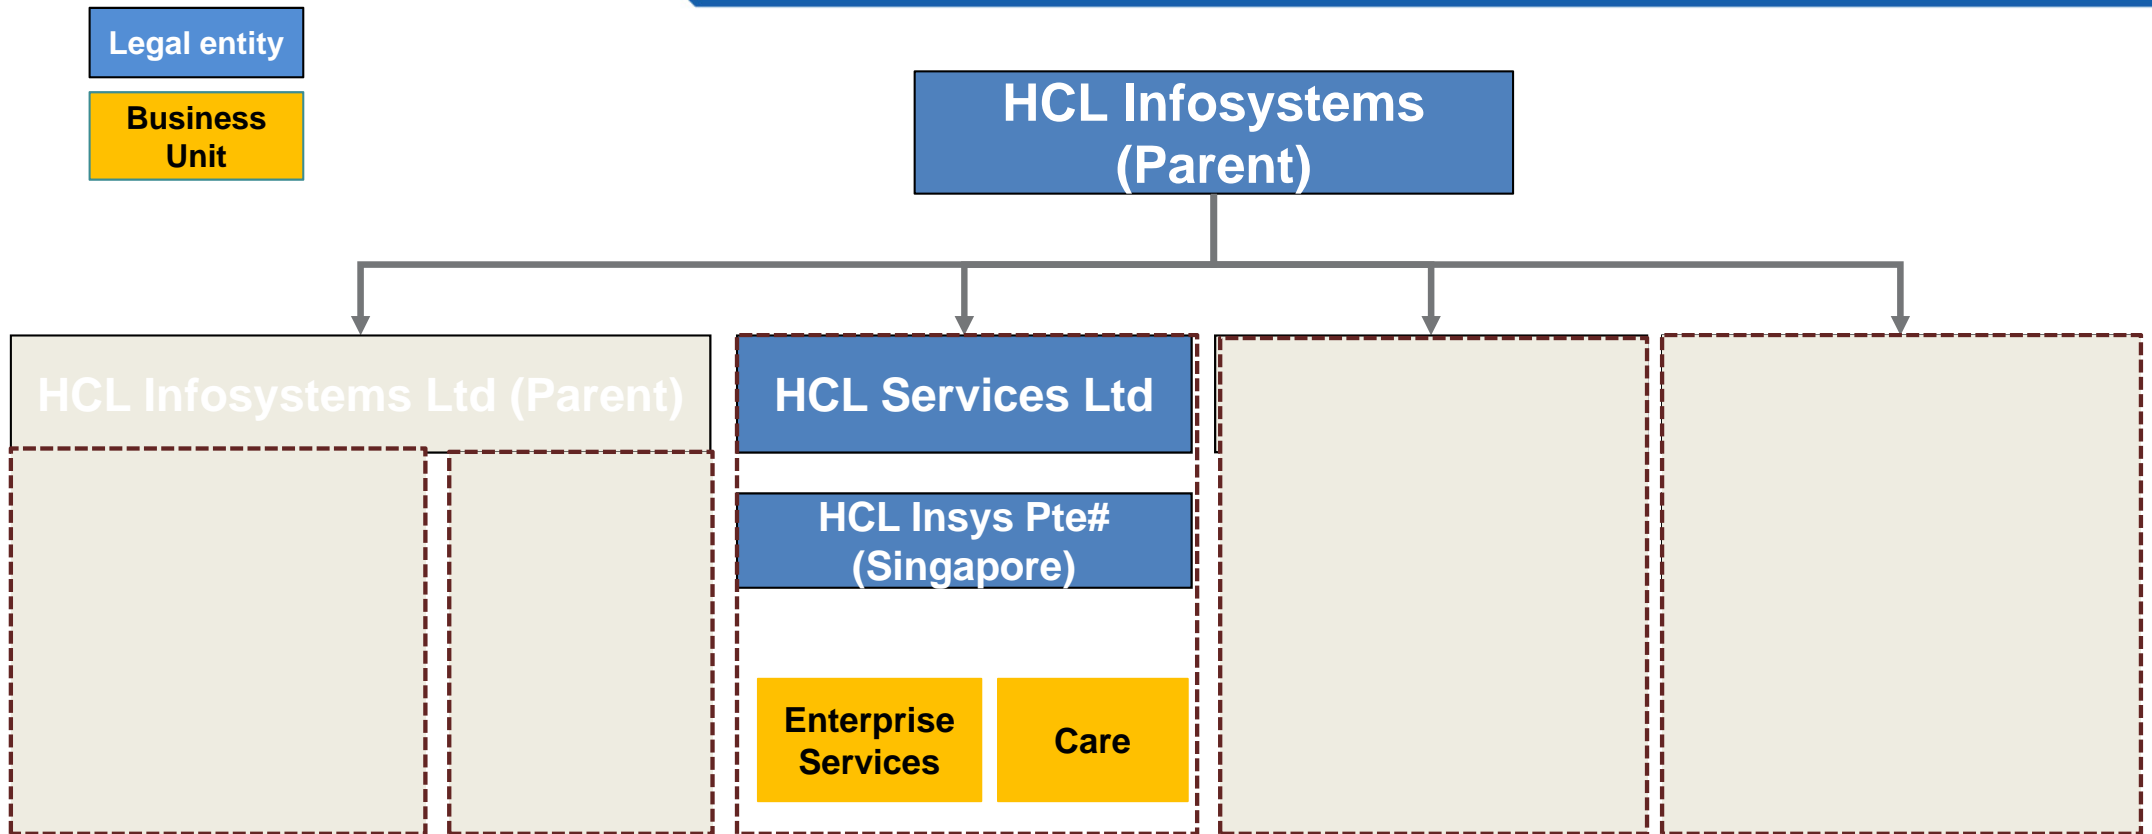 Legal entity
Business
Unit
HCL Infosystems
(Parent)
HCL Infosystems Ltd (Parent)
HCL Services Ltd
HCL Insys Pte#
(Singapore)
Enterprise
Services
Care